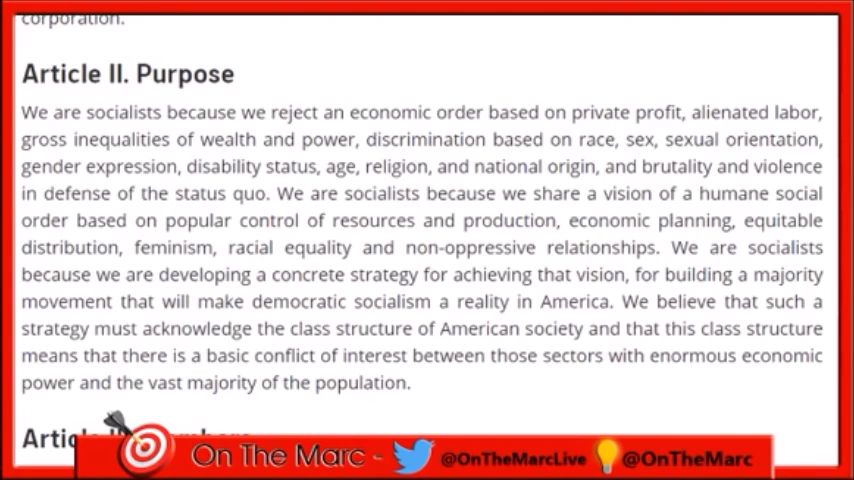 corporation.
Article II. Purpose
We are socialists because we reject an economic order based on private profit, alienated labor,
gross inequalities of wealth and power, discrimination based on race, sex, sexual orientation,
gender expression, disability status, age, religion, and national origin, and brutality and violence
in defense of the status quo. We are socialists because we share a vision of a humane social
order based on popular control of resources and production, economic planning, equitable
distribution, feminism, racial equality and non-oppressive relationships. We are socialists
because we are developing a concrete strategy for achieving that vision, for building a majority
movement that will make democratic socialism a reality in America. We believe that such a
strategy must acknowledge the class structure of American society and that this class structure
means that there is a basic conflict of interest between those sectors with enormous economic
power and the vast majority of the population.
On The Marc - @OnTheMarcLive @OnTheMarc